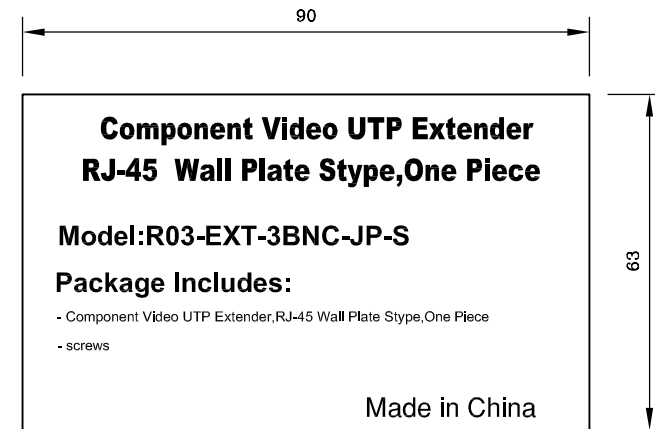 90
Component Video UTP Extender
RJ-45 Wall Plate Stype,One Piece
63
Model:R03-EXT-3BNC-JP-S
Package Includes:
- Component Video UTP Extender,RJ-45 Wall Plate Stype,One Piece
- screws
Made in China